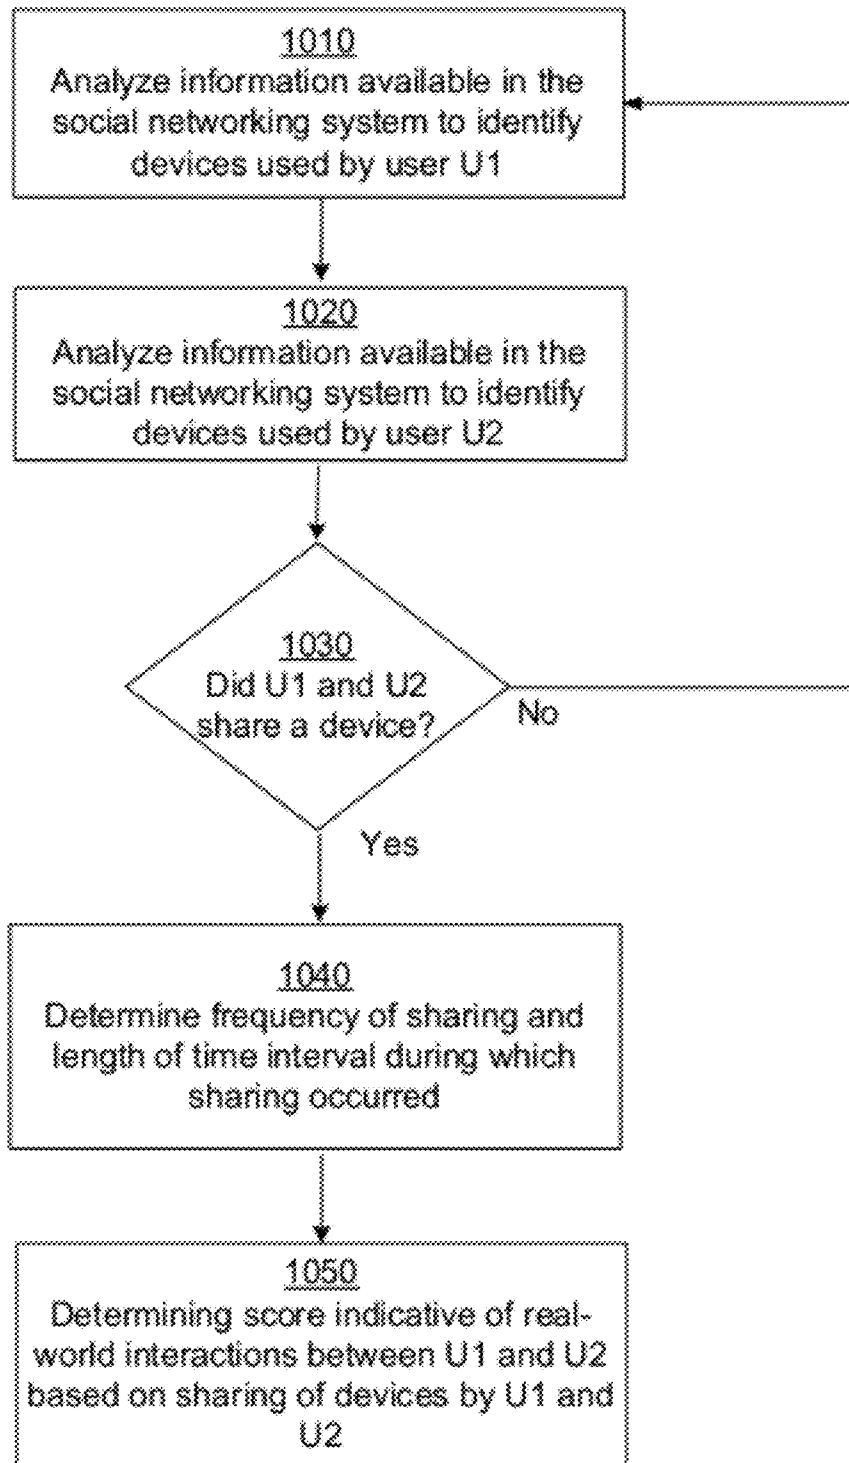 1010
Analyze information available in the
social networking system to identify
devices used by user U1
1020
Analyze information available in the
social networking system to identify
devices used by user U2
1030
Did U1 and U2
share a device?
No
Yes
1040
Determine frequency of sharing and
length of time interval during which
sharing occurred
1050
Determining score indicative of real-
world interactions between U1 and U2
based on sharing of devices by U1 and
U2